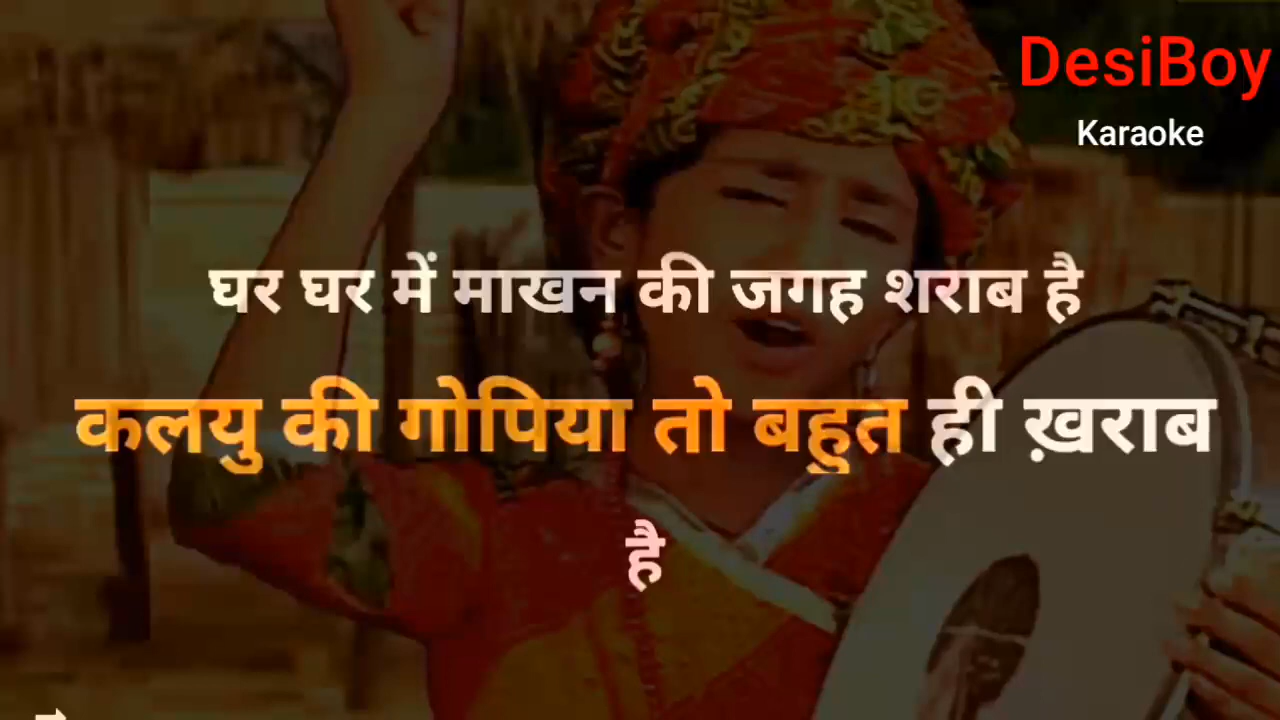 DesiBoy
Karaoke
घर घर में माखन की जगह शराब है
कलयु की गोपिया तो बहुत ही ख़राब
है